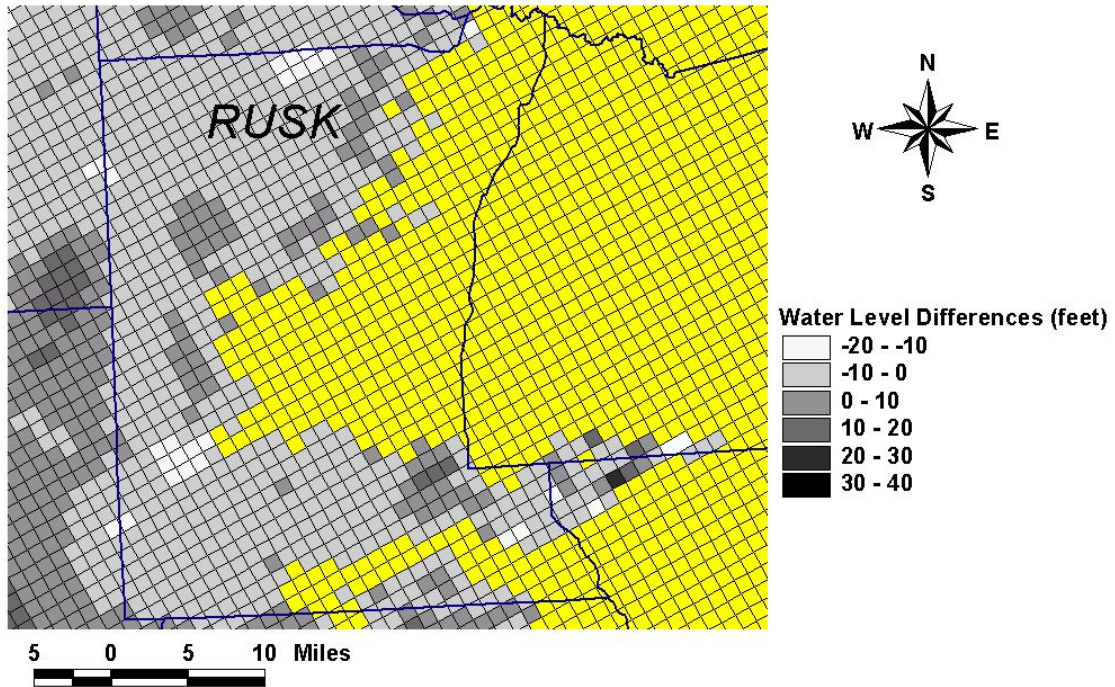 RUSK
N
W E
S
Water Level Differences (feet)
-20 - -10
-10 - 0
0 - 10
10 - 20
20 - 30
30 - 40
5 0 5 10 Miles